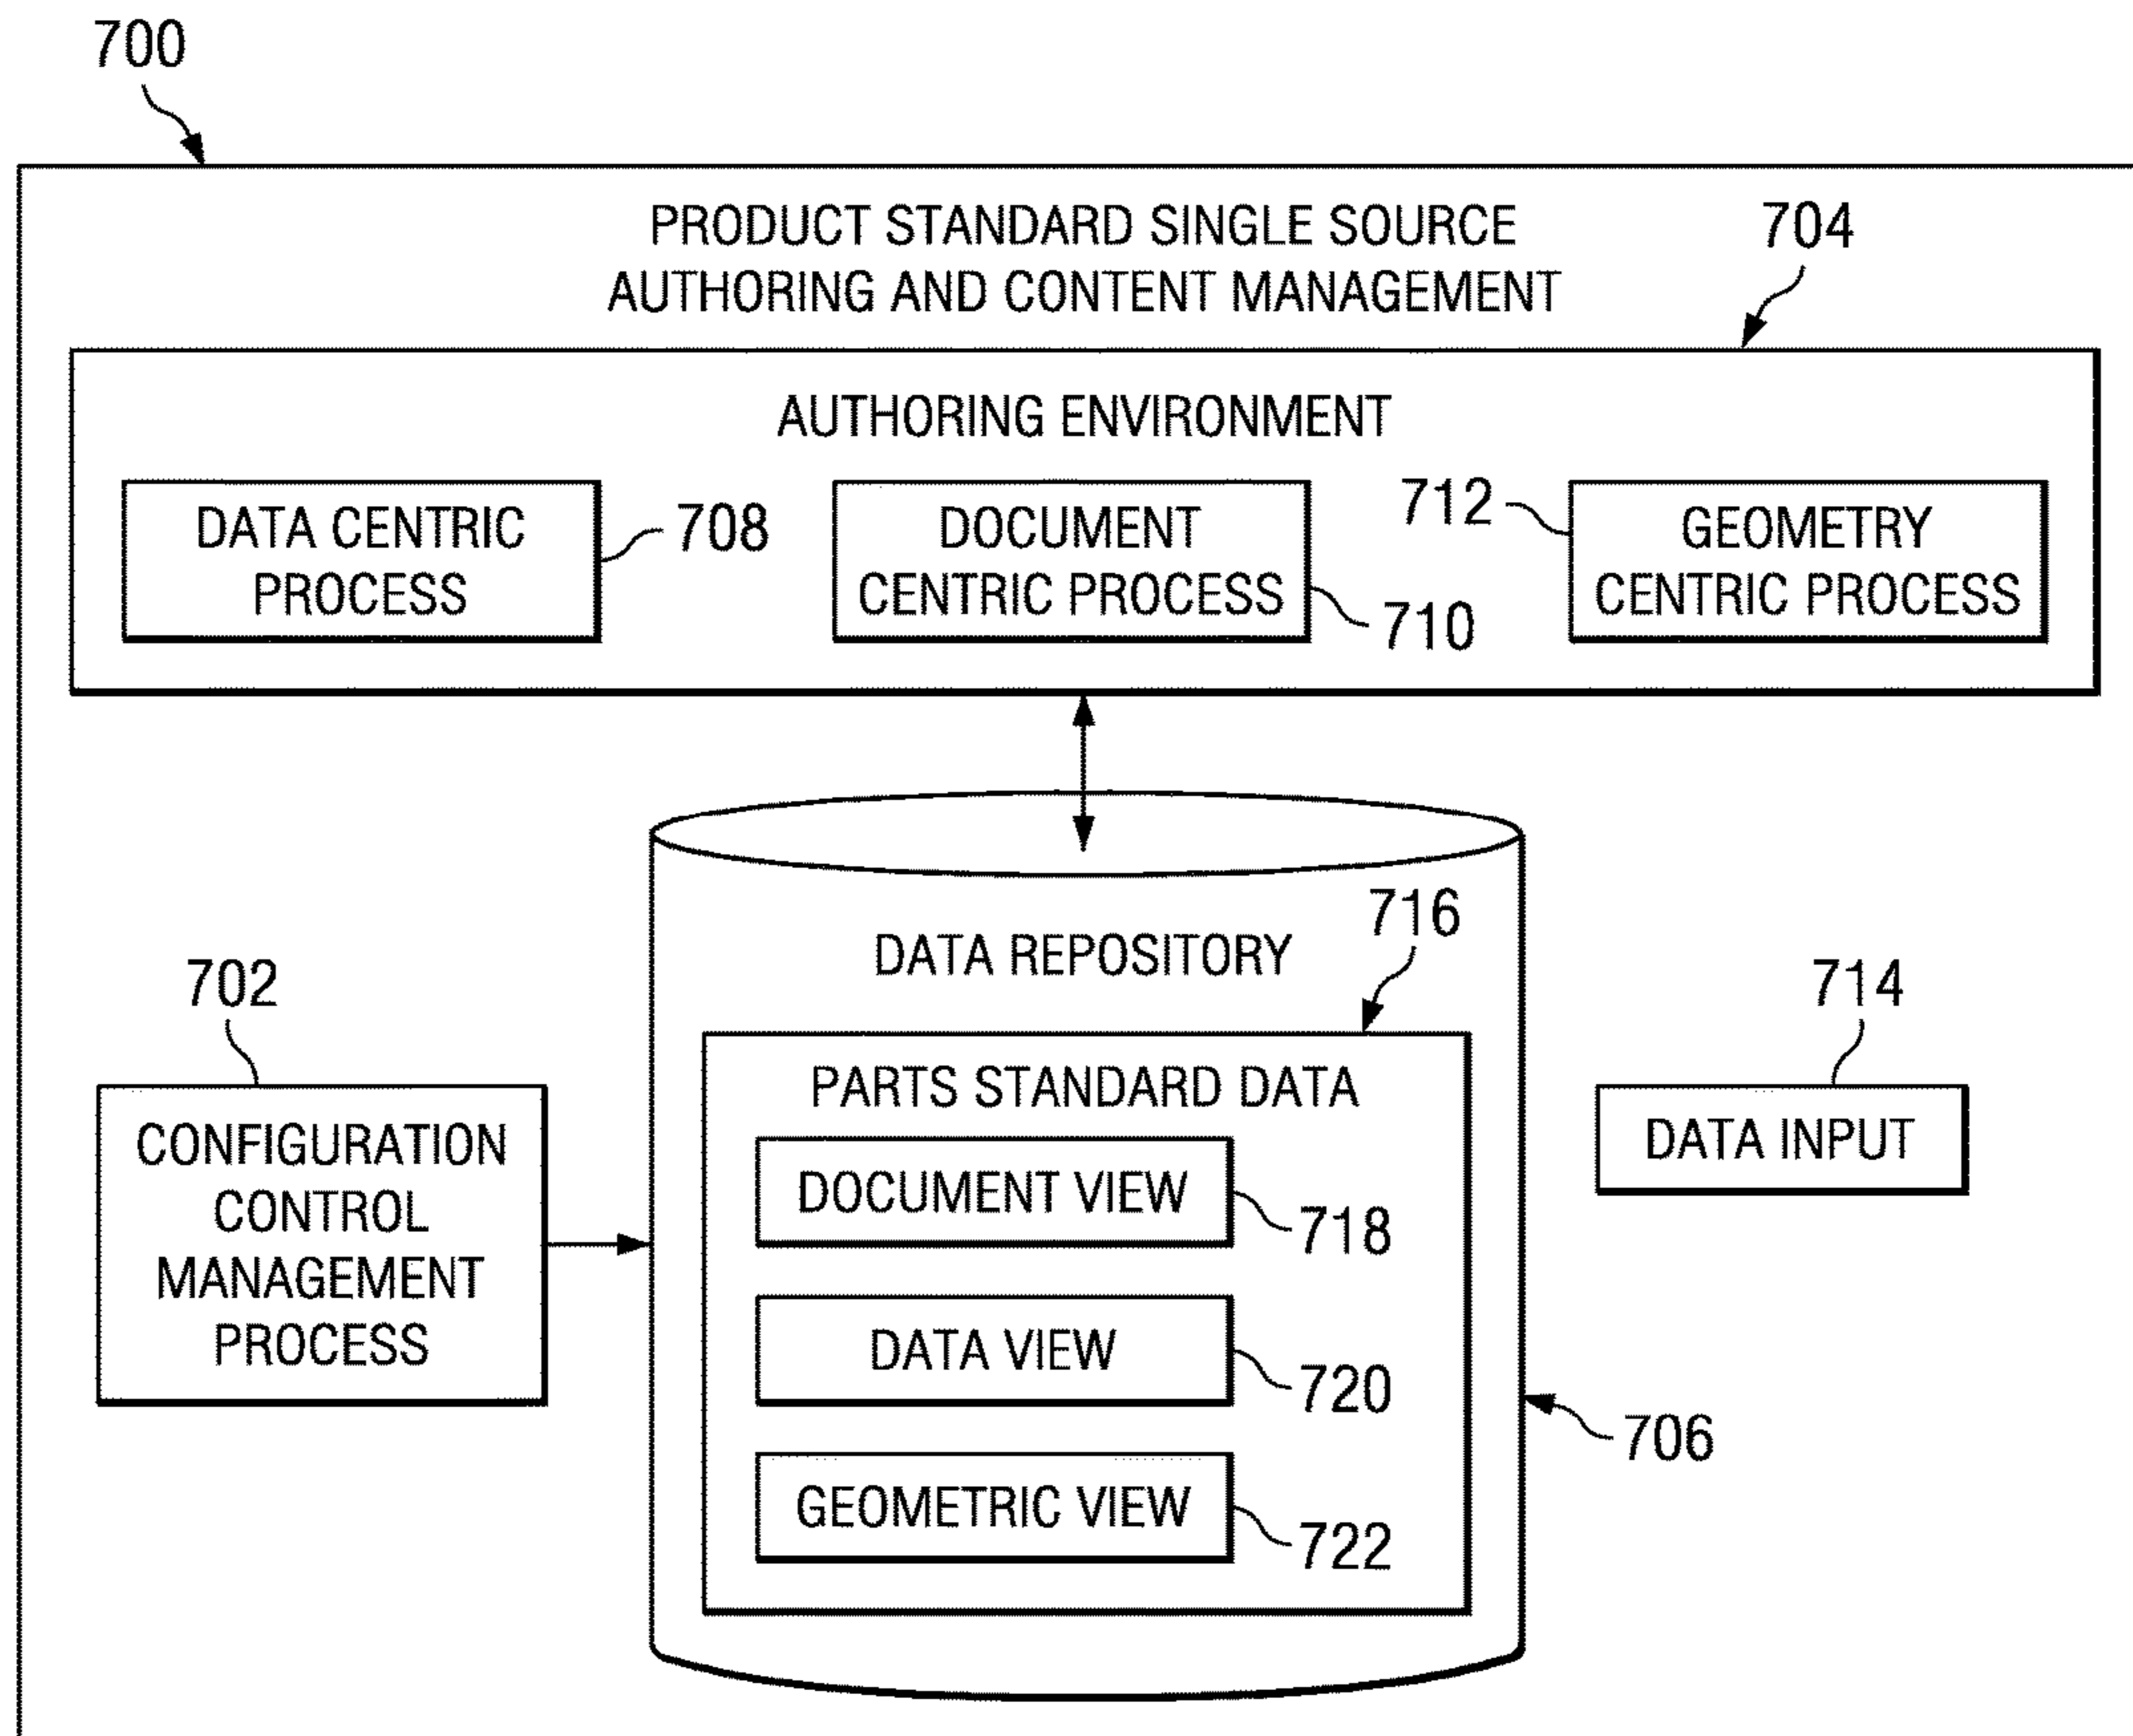 700
PRODUCT STANDARD SINGLE SOURCE
AUTHORING AND CONTENT MANAGEMENT
704
AUTHORING ENVIRONMENT
DATA CENTRIC
PROCESS
708
DOCUMENT
CENTRIC PROCESS
710
712
GEOMETRY
CENTRIC PROCESS
DATA REPOSITORY
716
702
CONFIGURATION
CONTROL
MANAGEMENT
PROCESS
PARTS STANDARD DATA
DOCUMENT VIEW
718
DATA VIEW
720
GEOMETRIC VIEW
722
714
DATA INPUT
706